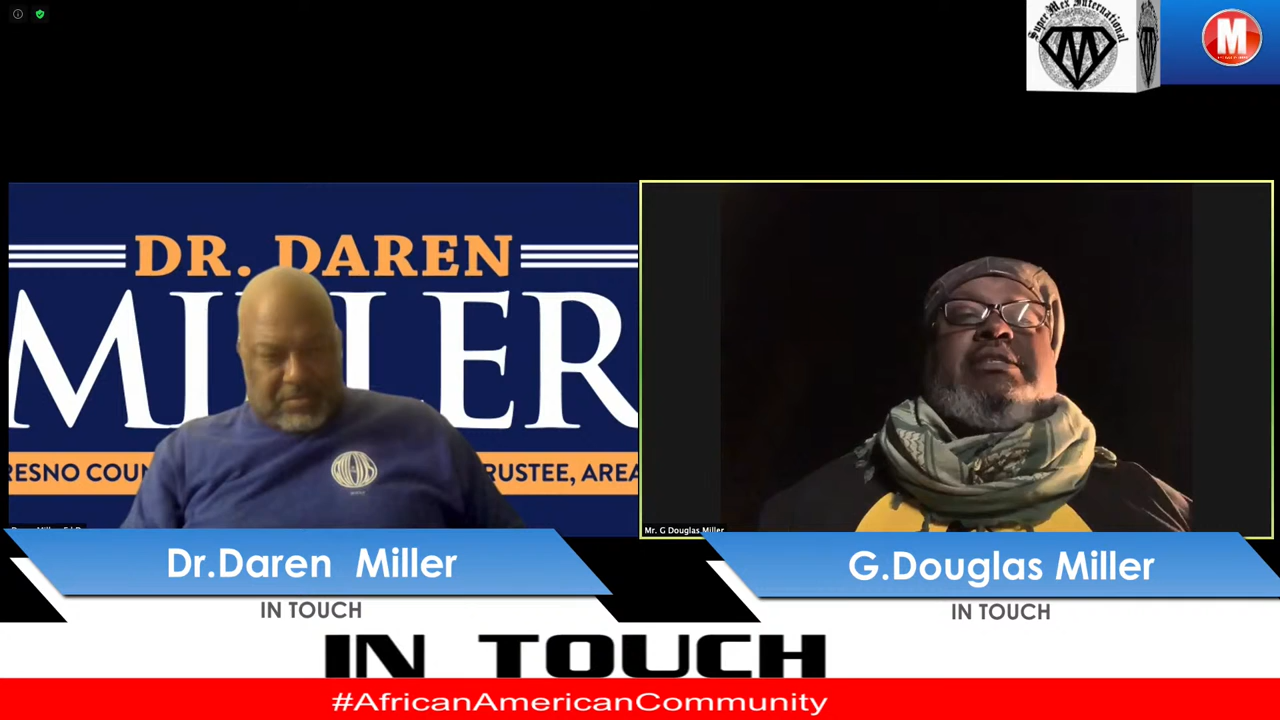 Super Mex International
M
DR. DAREN
MILLER
RESNO COUN
RUSTEE, AREA
Mr. G Douglas Miller
Dr.Daren Miller
G.Douglas Miller
IN TOUCH
IN TOUCH
IN TOUCH
#AfricanAmericanCommunity